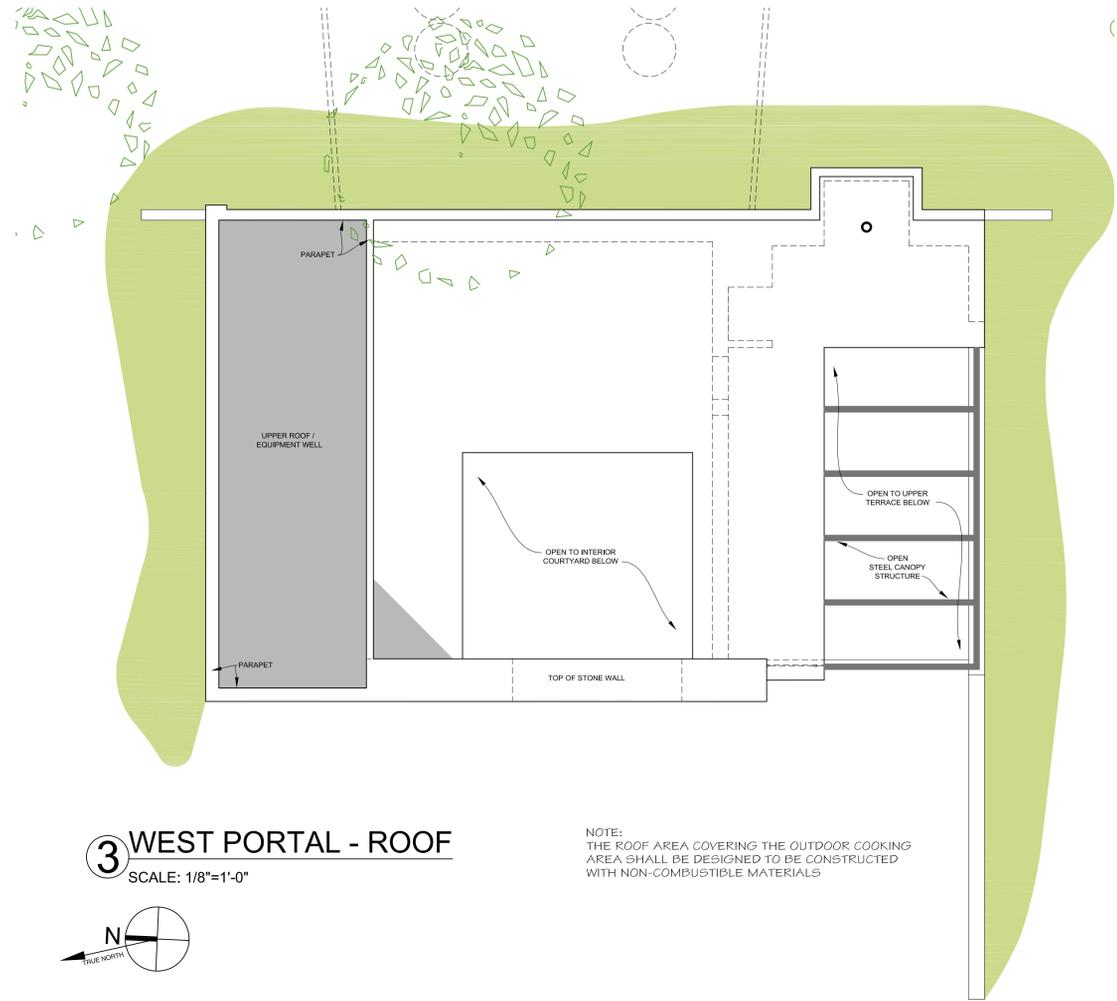 PARAPET
UPPER ROOF /
EQUIPMENT WELL
OPEN TO UPPER
TERRACE BELOW
OPEN TO INTERIOR
COURTYARD BELOW
OPEN
STEEL CANOPY
STRUCTURE
PARAPET
TOP OF STONE WALL
3
WEST PORTAL - ROOF
SCALE: 1/8"=1'-0"
NOTE:
THE ROOF AREA COVERING THE OUTDOOR COOKING
AREA SHALL BE DESIGNED TO BE CONSTRUCTED
WITH NON-COMBUSTIBLE MATERIALS
N
TRUE NORTH